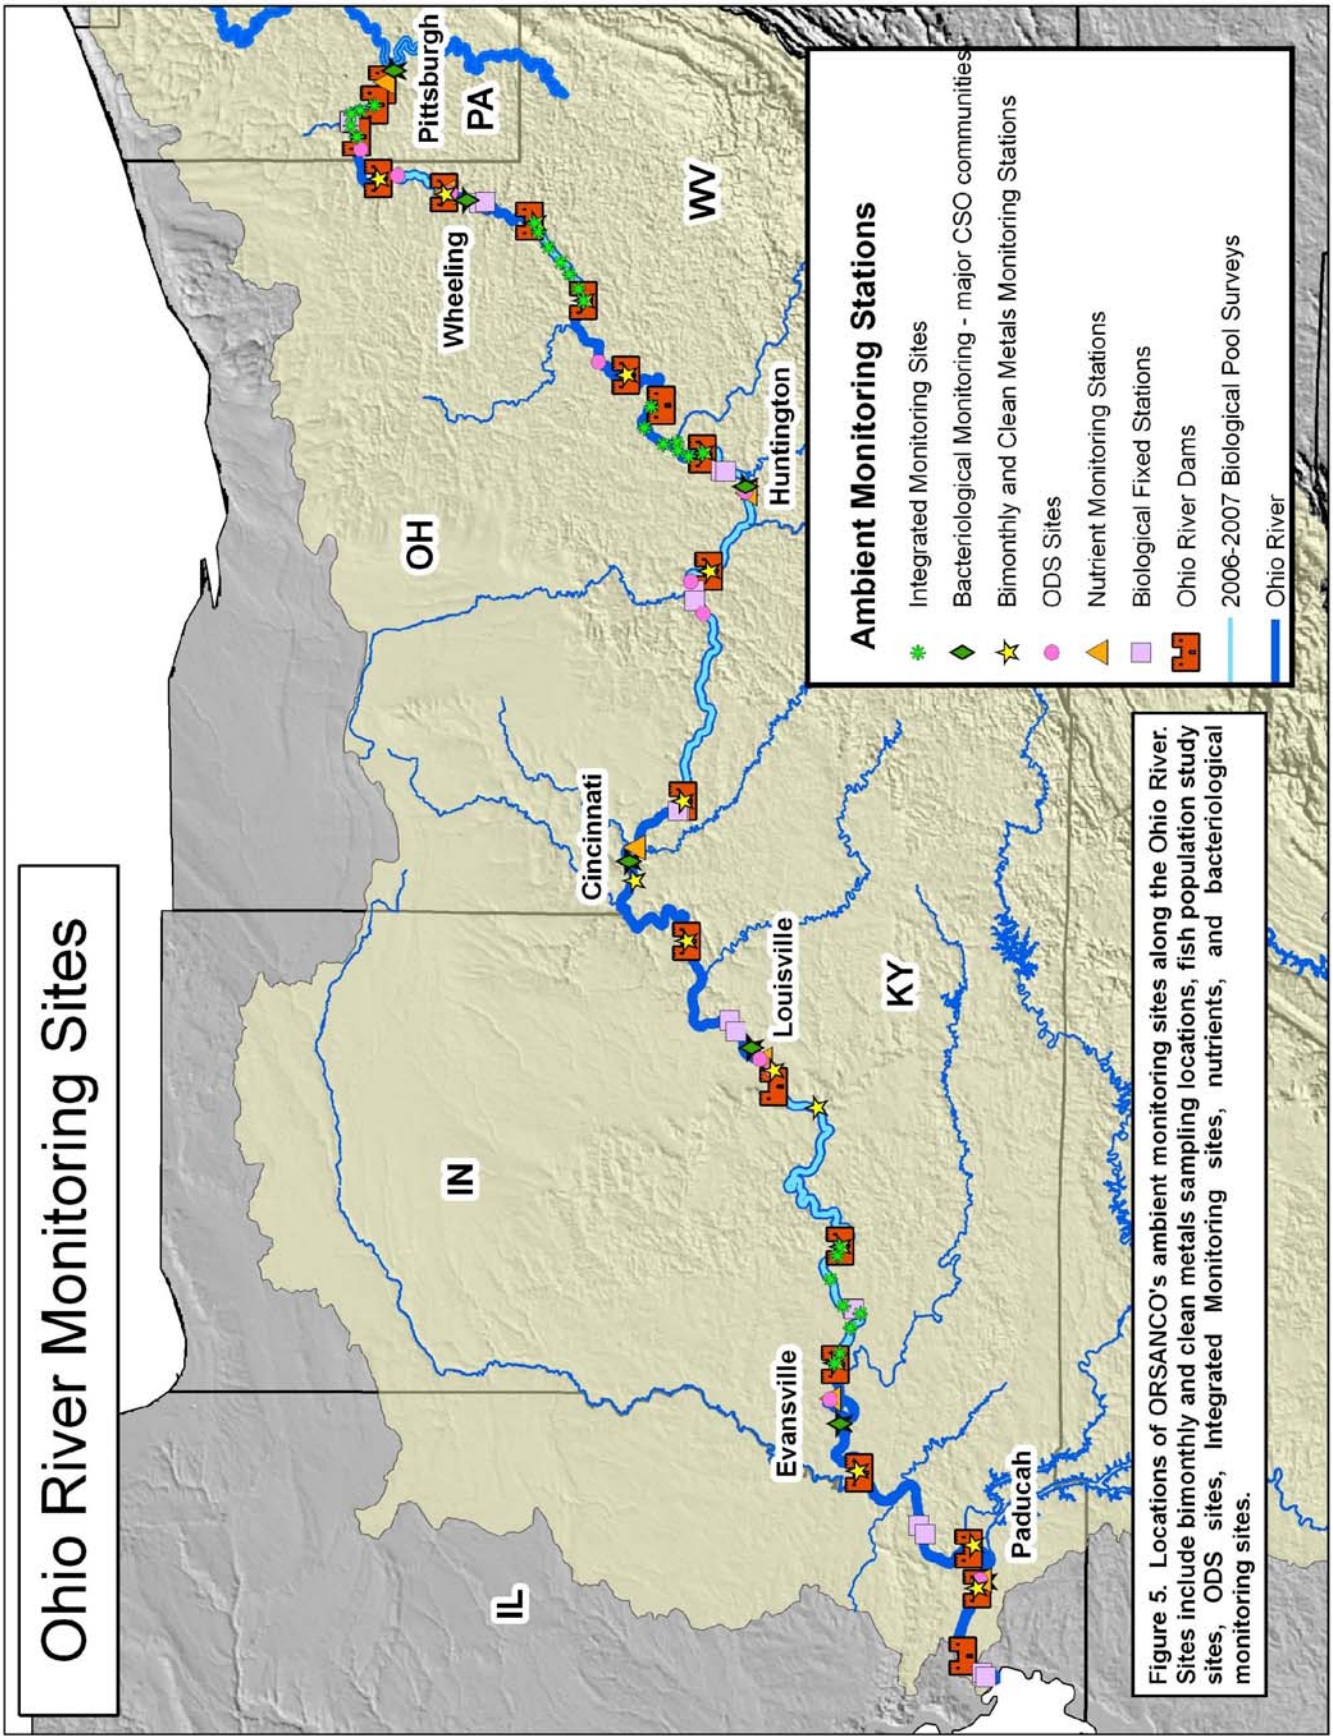 Ohio River Monitoring Sites
Pittsburgh
PA
Wheeling
WV
OH
Huntington
Cincinnati
Louisville
KY
IN
Evansville
Paducah
IL
Ambient Monitoring Stations
Integrated Monitoring Sites
Bacteriological Monitoring - major CSO communities
Bimonthly and Clean Metals Monitoring Stations
ODS Sites
Nutrient Monitoring Stations
Biological Fixed Stations
Ohio River Dams
2006-2007 Biological Pool Surveys
Ohio River
Figure 5. Locations of ORSANCO's ambient monitoring sites along the Ohio River.
Sites include bimonthly and clean metals sampling locations, fish population study
sites, ODS sites, Integrated Monitoring sites, nutrients, and bacteriological
monitoring sites.